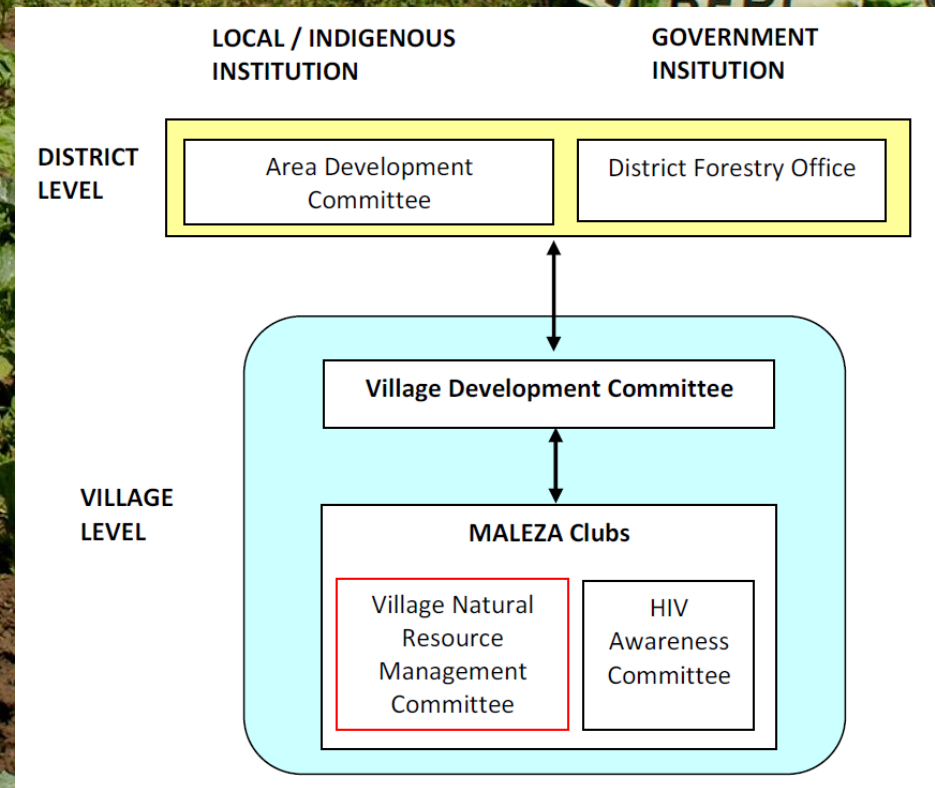 LOCAL / INDIGENOUS
INSTITUTION
GOVERNMENT
INSITUTION
DISTRICT
LEVEL
Area Development
Committee
District Forestry Office
Village Development Committee
VILLAGE
LEVEL
MALEZA Clubs
Village Natural
Resource
Management
Committee
HIV
Awareness
Committee